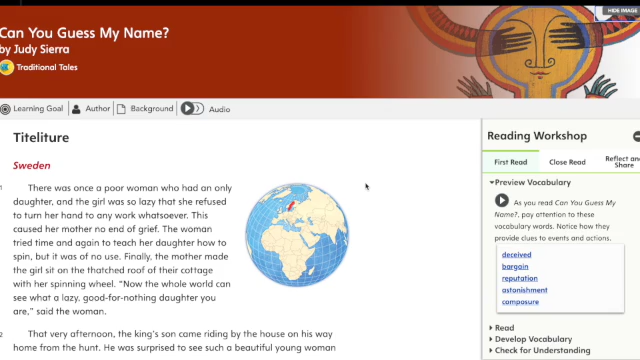 HIDE IMAGE
Can You Guess My Name?
by Judy Sierra
Traditional Tales
Learning Goal
Author
Background
Audio
Titeliture
Sweden
1
There was once a poor woman who had an only
daughter, and the girl was so lazy that she refused
to turn her hand to any work whatsoever. This
caused her mother no end of grief. The woman
tried time and again to teach her daughter how to
spin, but it was of no use. Finally, the mother made
the girl sit on the thatched roof of their cottage
with her spinning wheel. "Now the whole world can
see what a lazy, good-for-nothing daughter you
are," said the woman.
2
That very afternoon, the king's son came riding by the house on his way
home from the hunt. He was surprised to see such a beautiful young woman
Reading Workshop
First Read
Close Read
Reflect and
Share
Preview Vocabulary
As you read Can You Guess My
Name?, pay attention to these
vocabulary words. Notice how they
provide clues to events and actions.
deceived
bargain
reputation
astonishment
composure
Read
Develop Vocabulary
Check for Understanding